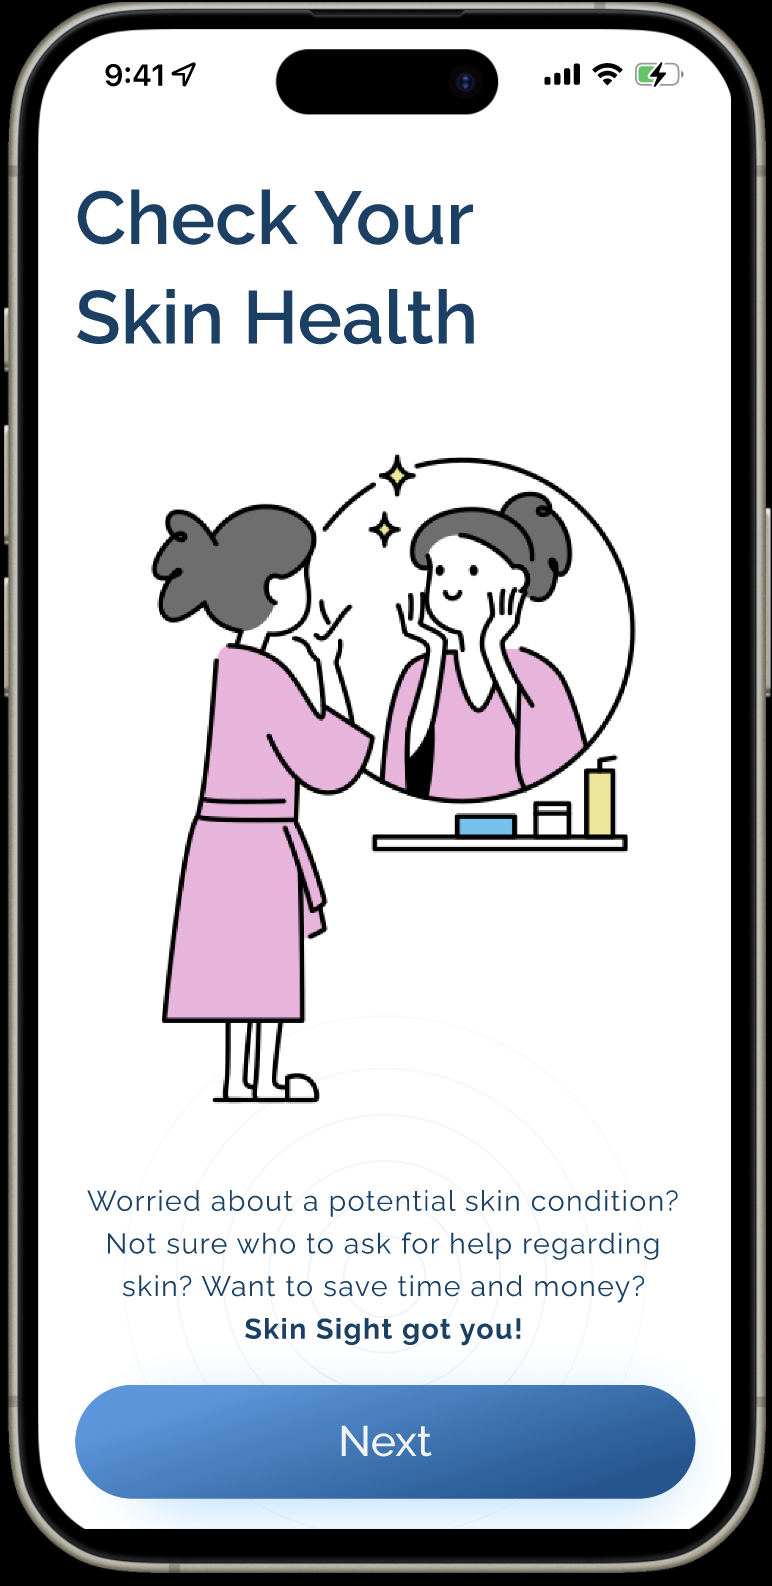 9:41
Check Your
Skin Health
Worried about a potential skin condition?
Not sure who to ask for help regarding
skin? Want to save time and money?
Skin Sight got you!
Next